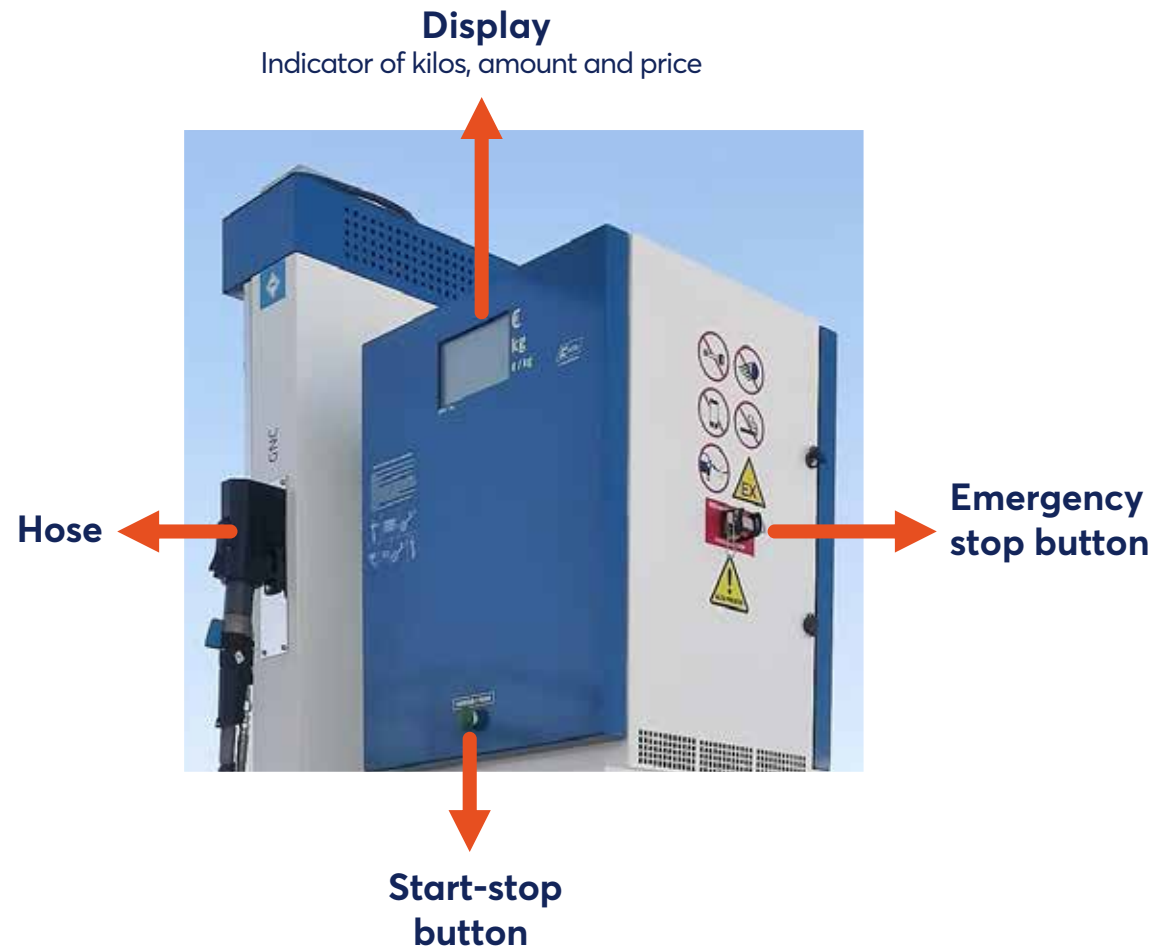 Display
Indicator of kilos, amount and price
€
kg
€ / kg
GNC
EX
Hose
Emergency
stop button
Start-stop
button